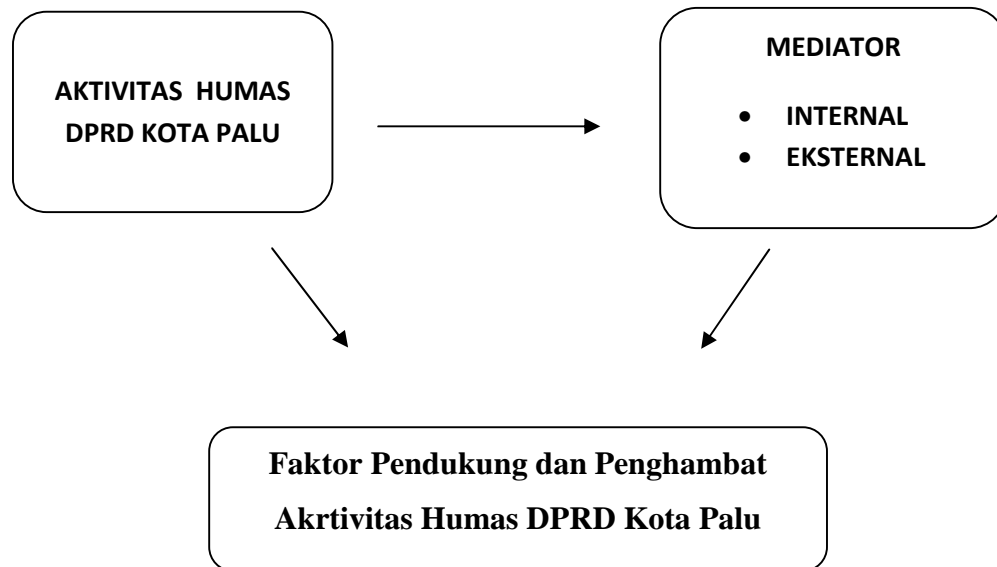 AKTIVITAS HUMAS
DPRD KOTA PALU
MEDIATOR
• INTERNAL
• EKSTERNAL
Faktor Pendukung dan Penghambat
Akrtivitas Humas DPRD Kota Palu